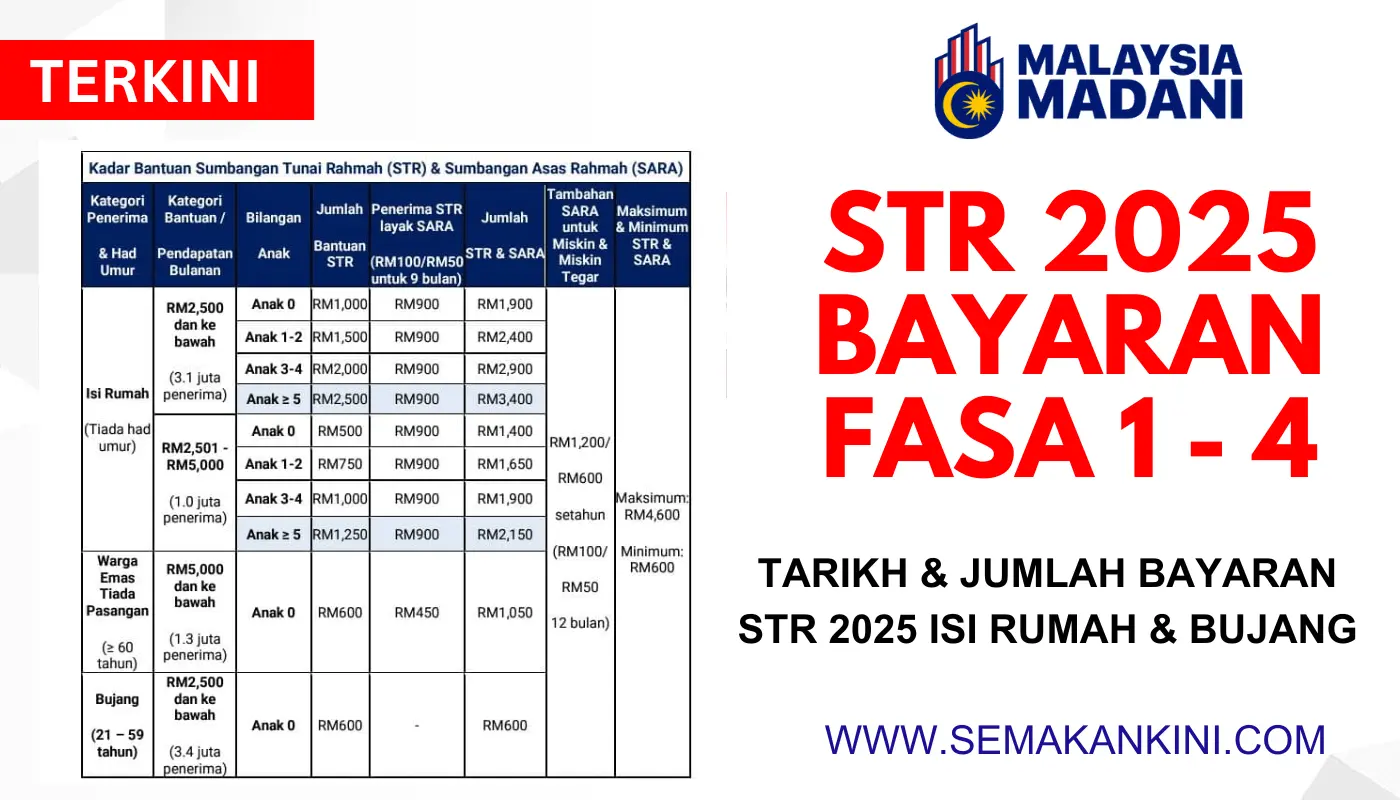 TERKINI
MALAYSIA
MADANI
Kadar Bantuan Sumbangan Tunai Rahmah (STR) & Sumbangan Asas Rahmah (SARA)
Kategori
Penerima
& Had
Umur
Kategori
Bantuan /
Pendapatan
Bulanan
Bilangan
Anak
Jumlah
Bantuan
STR
Penerima STR
layak SARA
(RM100/RM50
untuk 9 bulan)
Jumlah
STR & SARA
Tambahan
SARA
untuk
Miskin &
Miskin
Tegar
Maksimum
& Minimum
STR &
SARA
Isi Rumah
(Tiada had
umur)
RM2,500
dan ke
bawah
(3.1 juta
penerima)
Anak 0 RM1,000 RM900 RM1,900
Anak 1-2 RM1,500 RM900 RM2,400
Anak 3-4 RM2,000 RM900 RM2,900
Anak ≥ 5 RM2,500 RM900 RM3,400
RM2,501 -
RM5,000
(1.0 juta
penerima)
Anak 0 RM500 RM900 RM1,400
Anak 1-2 RM750 RM900 RM1,650
Anak 3-4 RM1,000 RM900 RM1,900
Anak ≥ 5 RM1,250 RM900 RM2,150
Warga
Emas
Tiada
Pasangan
(≥ 60
tahun)
RM5,000
dan ke
bawah
(1.3 juta
penerima)
Anak 0 RM600 RM450 RM1,050
Bujang
(21 – 59
tahun)
RM2,500
dan ke
bawah
(3.4 juta
penerima)
Anak 0 RM600 - RM600
RM1,200/
RM600
setahun
(RM100/
RM50
12 bulan)
Maksimum:
RM4,600
Minimum:
RM600
STR 2025
BAYARAN
FASA 1 - 4
TARIKH & JUMLAH BAYARAN
STR 2025 ISI RUMAH & BUJANG
WWW.SEMAKANKINI.COM